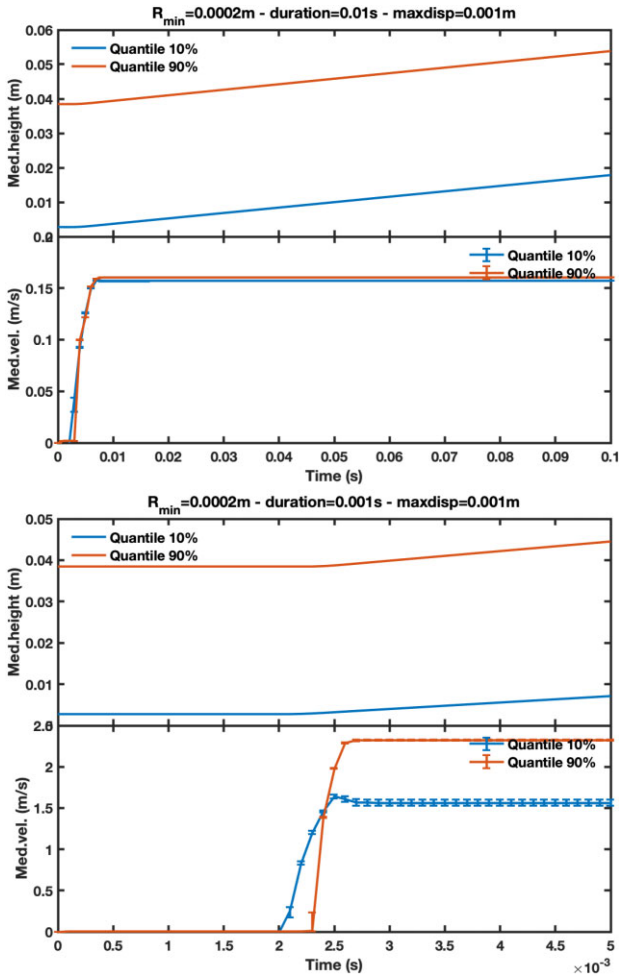 R_min=0.0002m - duration=0.01s - maxdisp=0.001m
0.06
0.05
0.04
0.03
0.02
0.01
Med.height (m)
Quantile 10%
Quantile 90%
0.15
0.1
0.05
0
Med.vel. (m/s)
Quantile 10%
Quantile 90%
0 0.01 0.02 0.03 0.04 0.05 0.06 0.07 0.08 0.09 0.1
Time (s)
R_min=0.0002m - duration=0.001s - maxdisp=0.001m
0.05
0.04
0.03
0.02
0.01
Med.height (m)
Quantile 10%
Quantile 90%
2
1.5
1
0.5
0
Med.vel. (m/s)
Quantile 10%
Quantile 90%
0 0.5 1 1.5 2 2.5 3 3.5 4 4.5 5
Time (s)
×10⁻³